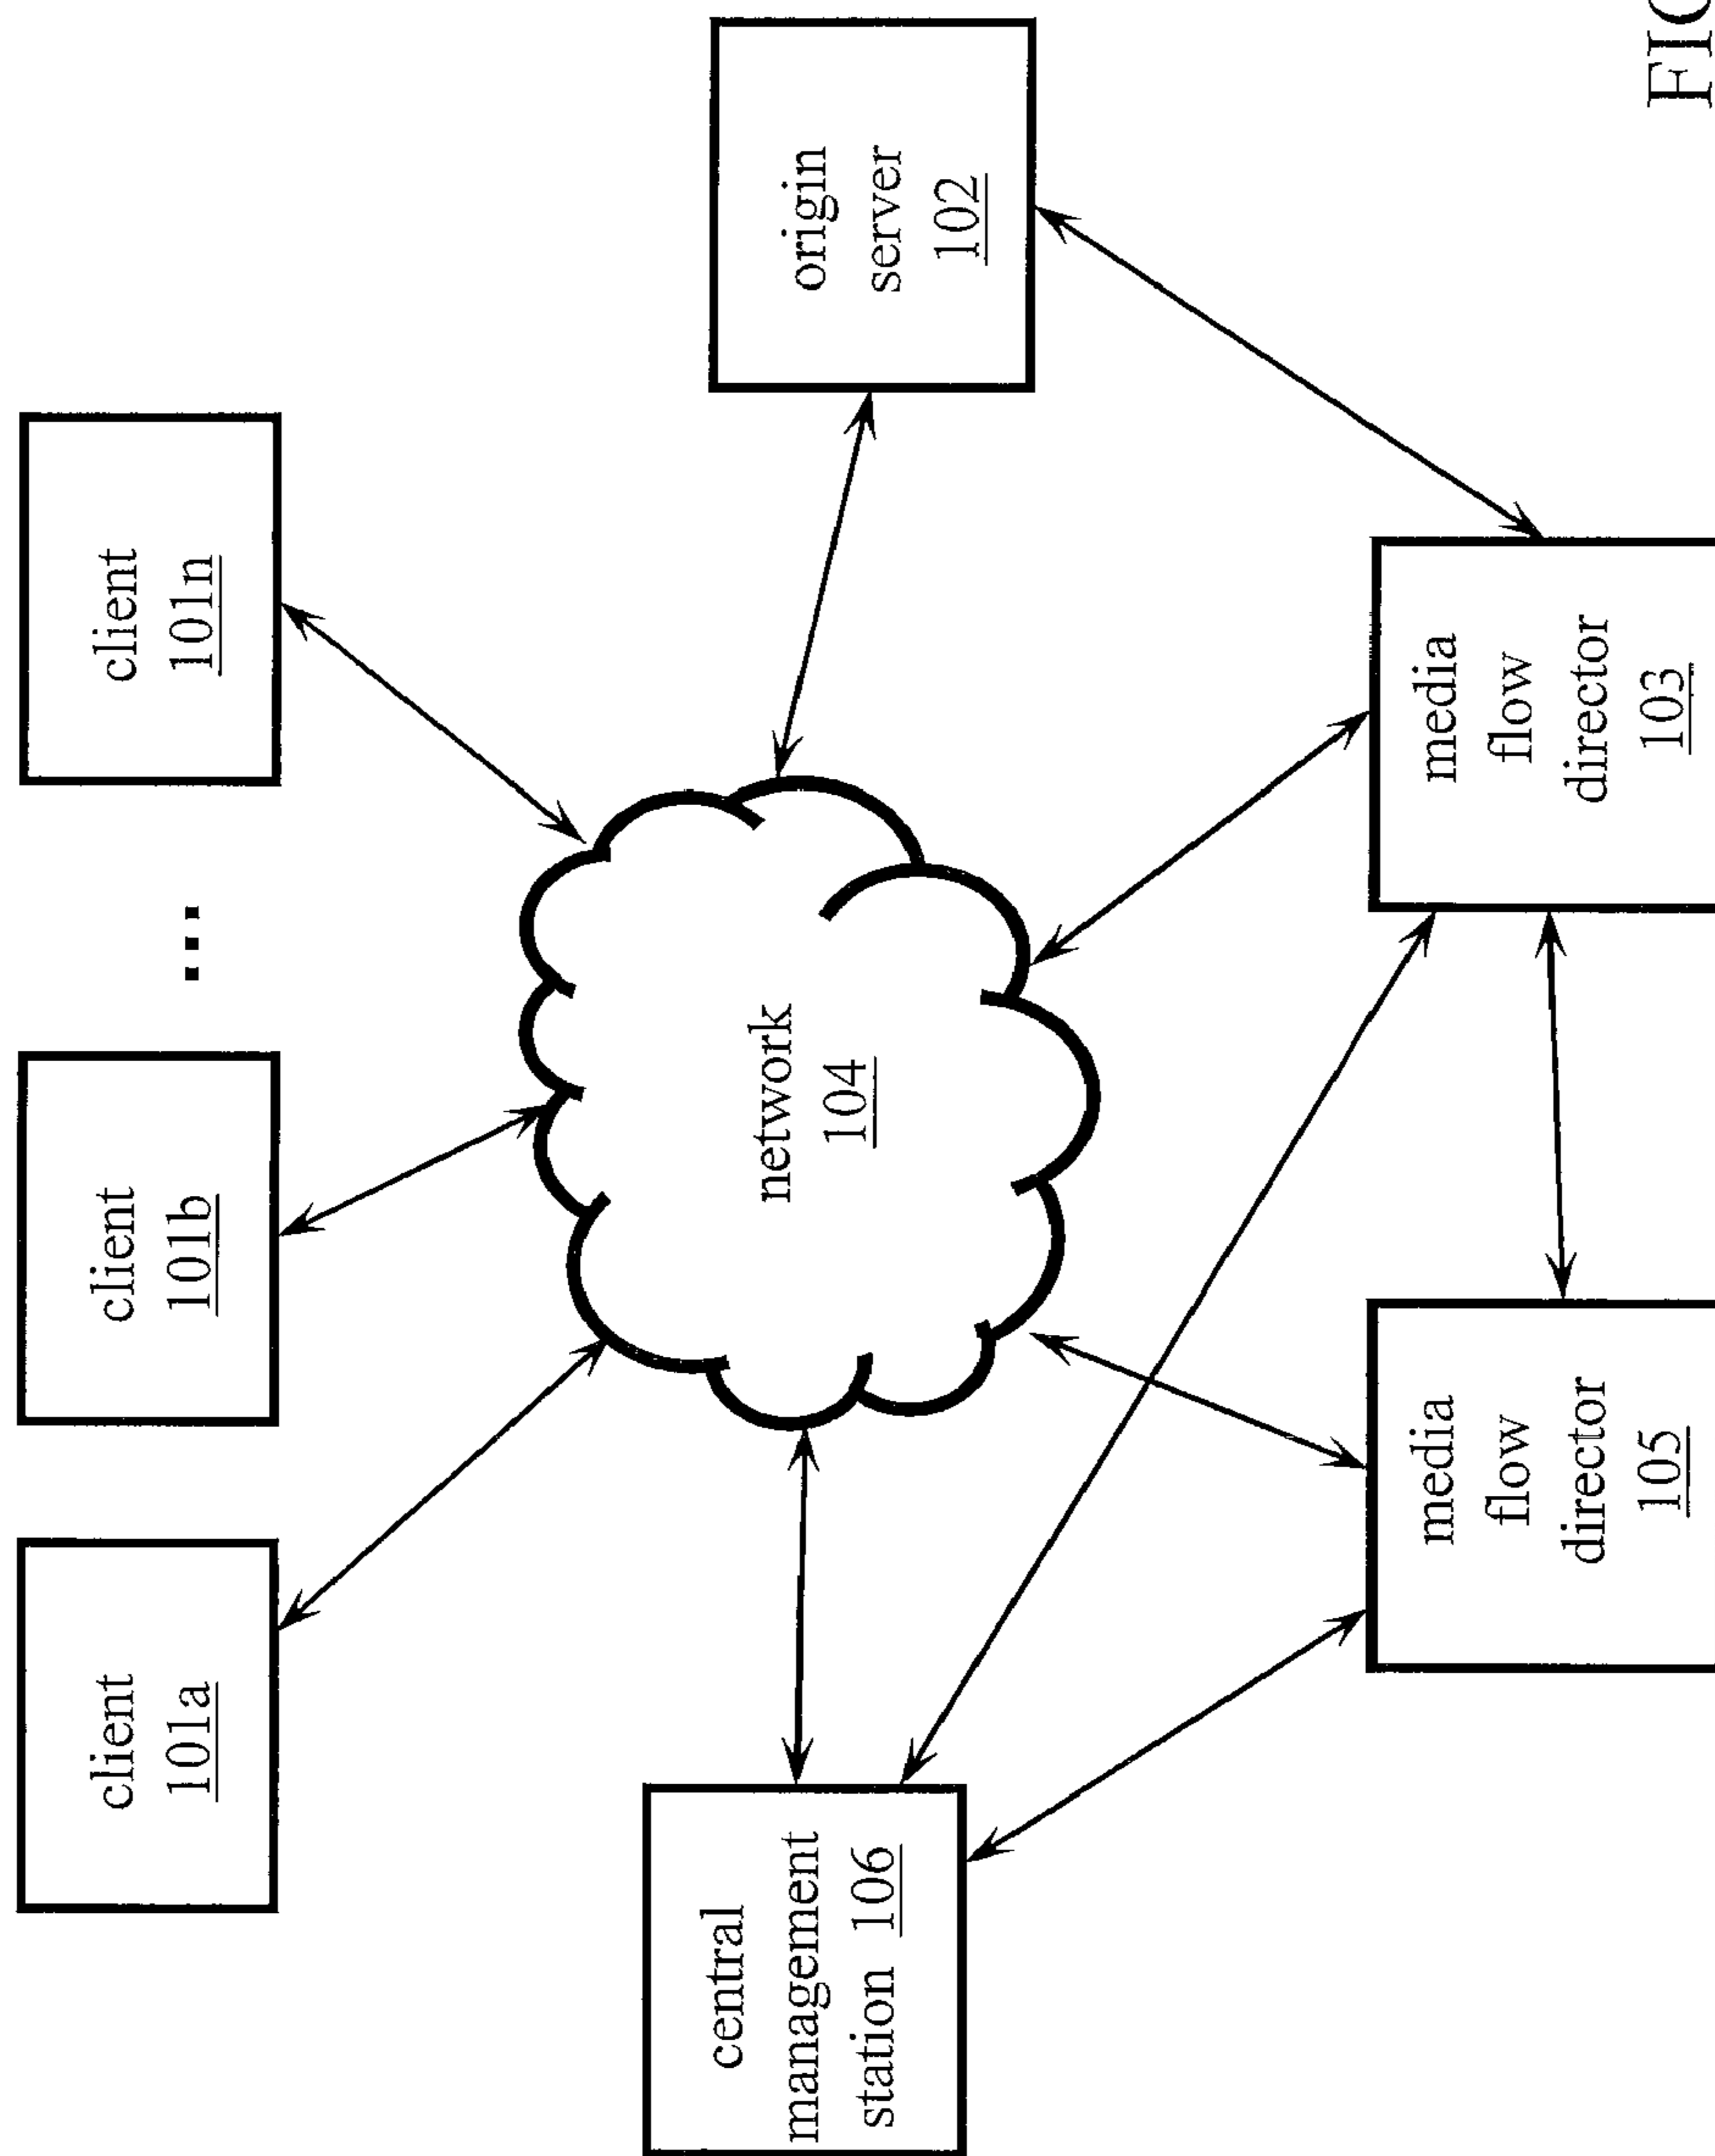 client
101a
client
101b
...
client
101n
central
management
station 106
network
104
origin
server
102
media
flow
director
105
media
flow
director
103